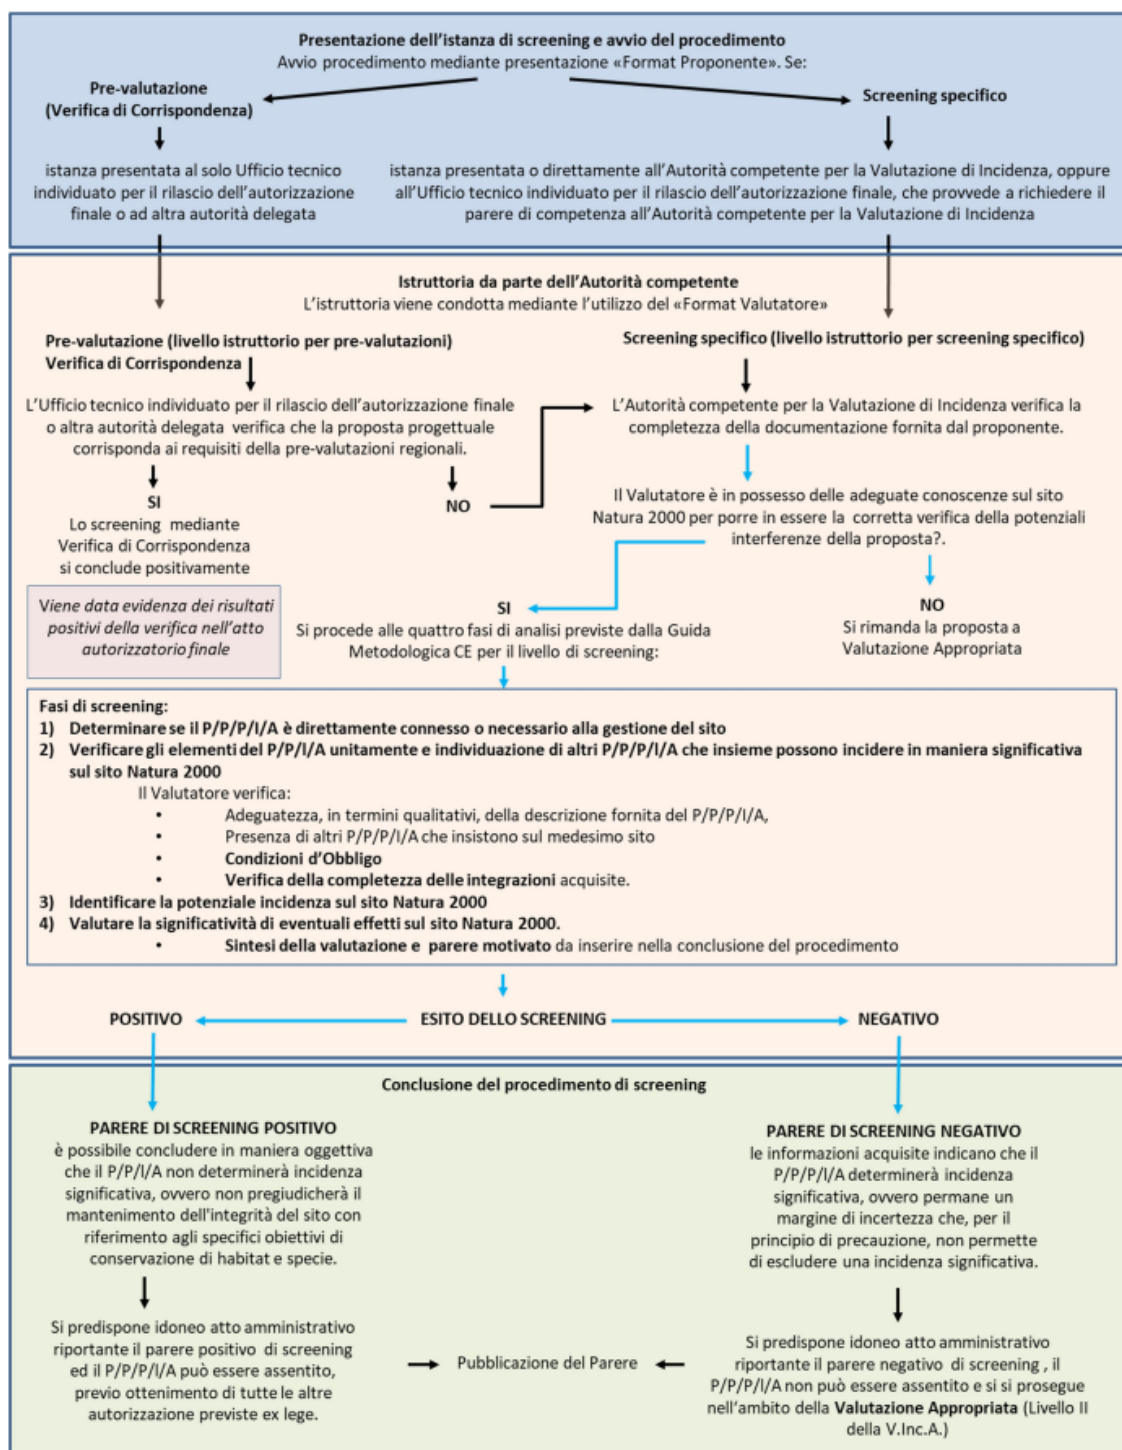 Presentazione dell'istanza di screening e avvio del procedimento
Avvio procedimento mediante presentazione «Format Proponente». Se:
Pre-valutazione
(Verifica di Corrispondenza)
Screening specifico
istanza presentata al solo Ufficio tecnico
individuato per il rilascio dell'autorizzazione
finale o ad altra autorità delegata
istanza presentata o direttamente all'Autorità competente per la Valutazione di Incidenza, oppure
all'Ufficio tecnico individuato per il rilascio dell'autorizzazione finale, che provvede a richiedere il
parere di competenza all'Autorità competente per la Valutazione di Incidenza
Istruttoria da parte dell'Autorità competente
L'istruttoria viene condotta mediante l'utilizzo del «Format Valutatore»
Pre-valutazione (livello istruttorio per pre-valutazioni)
Verifica di Corrispondenza
Screening specifico (livello istruttorio per screening specifico)
L'Ufficio tecnico individuato per il rilascio dell'autorizzazione finale
o altra autorità delegata verifica che la proposta progettuale
corrisponda ai requisiti della pre-valutazioni regionali.
L'Autorità competente per la Valutazione di Incidenza verifica la
completezza della documentazione fornita dal proponente.
SI
Lo screening mediante
Verifica di Corrispondenza
si conclude positivamente
NO
Il Valutatore è in possesso delle adeguate conoscenze sul sito
Natura 2000 per porre in essere la corretta verifica della potenziali
interferenze della proposta?.
Viene data evidenza dei risultati
positivi della verifica nell'atto
autorizzatorio finale
SI
Si procede alle quattro fasi di analisi previste dalla Guida
Metodologica CE per il livello di screening:
NO
Si rimanda la proposta a
Valutazione Appropriata
Fasi di screening:
1) Determinare se il P/P/P/I/A è direttamente connesso o necessario alla gestione del sito
2) Verificare gli elementi del P/P/I/A unitamente e individuazione di altri P/P/P/I/A che insieme possono incidere in maniera significativa
sul sito Natura 2000
Il Valutatore verifica:
• Adeguatezza, in termini qualitativi, della descrizione fornita del P/P/P/I/A,
• Presenza di altri P/P/P/I/A che insistono sul medesimo sito
• Condizioni d'Obbligo
• Verifica della completezza delle integrazioni acquisite.
3) Identificare la potenziale incidenza sul sito Natura 2000
4) Valutare la significatività di eventuali effetti sul sito Natura 2000.
• Sintesi della valutazione e parere motivato da inserire nella conclusione del procedimento
POSITIVO
ESITO DELLO SCREENING
NEGATIVO
Conclusione del procedimento di screening
PARERE DI SCREENING POSITIVO
è possibile concludere in maniera oggettiva
che il P/P/I/A non determinerà incidenza
significativa, ovvero non pregiudicherà il
mantenimento dell'integrità del sito con
riferimento agli specifici obiettivi di
conservazione di habitat e specie.
PARERE DI SCREENING NEGATIVO
le informazioni acquisite indicano che il
P/P/P/I/A determinerà incidenza
significativa, ovvero permane un
margine di incertezza che, per il
principio di precauzione, non permette
di escludere una incidenza significativa.
Si predispone idoneo atto amministrativo
riportante il parere positivo di screening
ed il P/P/P/I/A può essere assentito,
previo ottenimento di tutte le altre
autorizzazione previste ex lege.
Pubblicazione del Parere
Si predispone idoneo atto amministrativo
riportante il parere negativo di screening , il
P/P/P/I/A non può essere assentito e si si prosegue
nell'ambito della Valutazione Appropriata (Livello II
della V.Inc.A.)